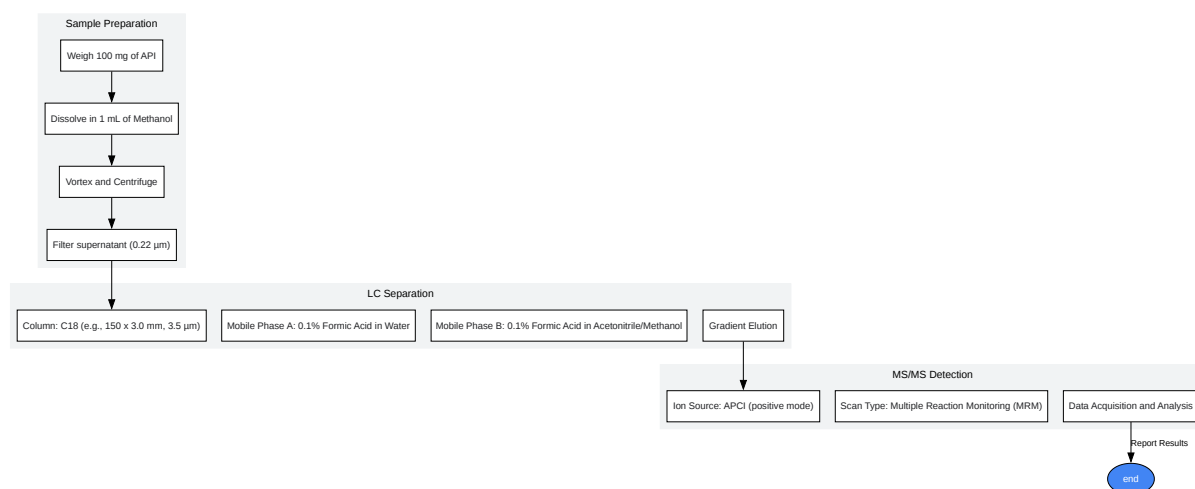 Sample Preparation
Weigh 100 mg of API
Dissolve in 1 mL of Methanol
Vortex and Centrifuge
Filter supernatant (0.22 µm)
LC Separation
Column: C18 (e.g., 150 x 3.0 mm, 3.5 µm)
Mobile Phase A: 0.1% Formic Acid in Water
Mobile Phase B: 0.1% Formic Acid in Acetonitrile/Methanol
Gradient Elution
MS/MS Detection
Ion Source: APCI (positive mode)
Scan Type: Multiple Reaction Monitoring (MRM)
Data Acquisition and Analysis
Report Results
end